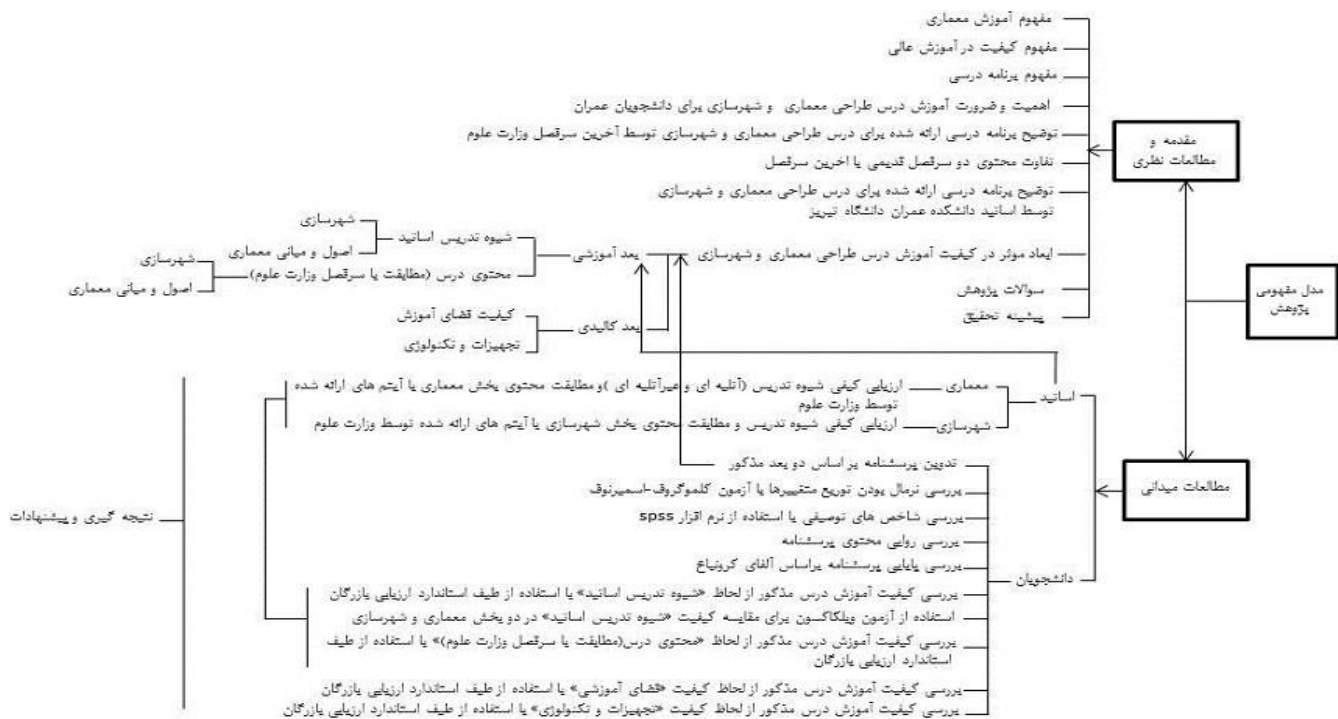 مفهوم آموزش معماری
مفهوم کیفیت در آموزش عالی
مفهوم برنامه درسی
اهمیت و ضرورت آموزش درس طراحی معماری و شهرسازی برای دانشجویان عمران
توضیح برنامه درسی ارائه شده برای درس طراحی معماری و شهرسازی توسط آخرین سرفصل وزارت علوم
تفاوت محتوی دو سرفصل قدیمی با اخرین سرفصل
توضیح برنامه درسی ارائه شده برای درس طراحی معماری و شهرسازی
توسط اساتید دانشکده عمران دانشگاه تبریز
ابعاد موثر در کیفیت آموزش درس طراحی معماری و شهرسازی
سوالات پژوهش
پیشینه تحقیق
مقدمه و
مطالعات نظری
بعد آموزشی
شیوه تدریس اساتید
شهرسازی
اصول و مبانی معماری
محتوی درس (مطابقت با سرفصل وزارت علوم)
شهرسازی
اصول و مبانی معماری
بعد کالبدی
کیفیت فضای آموزش
تجهیزات و تکنولوژی
مدل مفهومی
پژوهش
مطالعات میدانی
اساتید
معماری
ارزیابی کیفی شیوه تدریس (آتلیه ای و غیرآتلیه ای )و مطابقت محتوی بخش معماری با آیتم های ارائه شده
توسط وزارت علوم
شهرسازی
ارزیابی کیفی شیوه تدریس و مطابقت محتوی بخش شهرسازی با آیتم های ارائه شده توسط وزارت علوم
دانشجویان
تدوین پرسشنامه بر اساس دو بعد مذکور
بررسی نرمال بودن توزیع متغییرها با آزمون کلموگروف-اسمیرنوف
بررسی شاخص های توصیفی با استفاده از نرم افزار spss
بررسی روایی محتوی پرسشنامه
بررسی پایایی پرسشنامه براساس آلفای کرونباخ
بررسی کیفیت آموزش درس مذکور از لحاظ «شیوه تدریس اساتید» با استفاده از طیف استاندارد ارزیابی بازرگان
استفاده از آزمون ویلکاکسون برای مقایسه کیفیت «شیوه تدریس اساتید» در دو بخش معماری و شهرسازی
بررسی کیفیت آموزش درس مذکور از لحاظ «محتوی درس(مطابقت با سرفصل وزارت علوم)» با استفاده از طیف
استاندارد ارزیابی بازرگان
بررسی کیفیت آموزش درس مذکور از لحاظ کیفیت «فضای آموزشی» با استفاده از طیف استاندارد ارزیابی بازرگان
بررسی کیفیت آموزش درس مذکور از لحاظ کیفیت «تجهیزات و تکنولوژی» با استفاده از طیف استاندارد ارزیابی بازرگان
نتیجه گیری و پیشنهادات